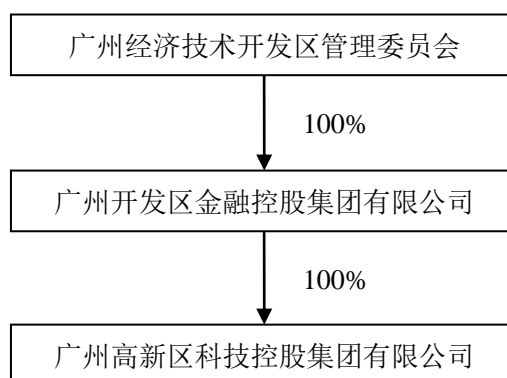 广州经济技术开发区管理委员会
100%
广州开发区金融控股集团有限公司
100%
广州高新区科技控股集团有限公司